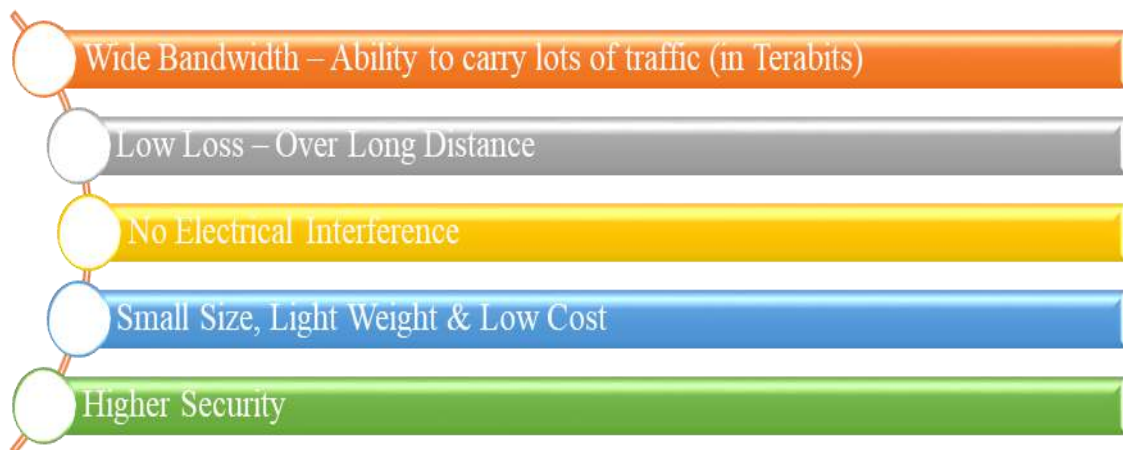 Wide Bandwidth – Ability to carry lots of traffic (in Terabits)
Low Loss – Over Long Distance
No Electrical Interference
Small Size, Light Weight & Low Cost
Higher Security